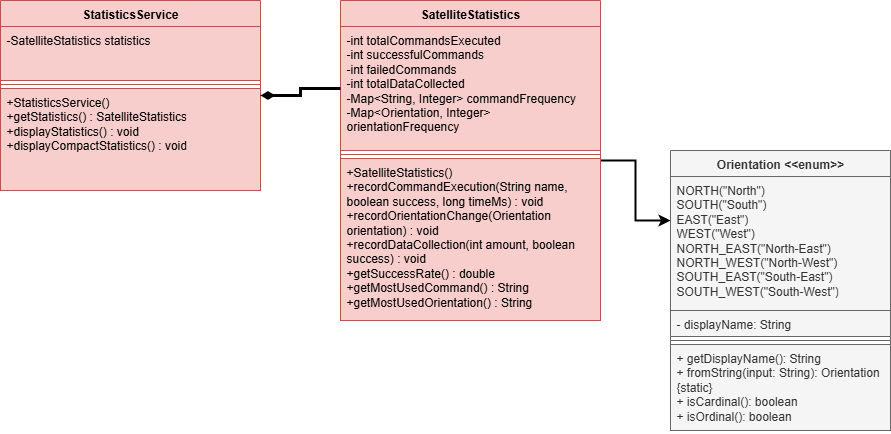 StatisticsService
-SatelliteStatistics statistics
+StatisticsService()
+getStatistics() : SatelliteStatistics
+displayStatistics() : void
+displayCompactStatistics() : void
SatelliteStatistics
-int totalCommandsExecuted
-int successfulCommands
-int failedCommands
-int totalDataCollected
-Map<String, Integer> commandFrequency
-Map<Orientation, Integer>
orientationFrequency
+SatelliteStatistics()
+recordCommandExecution(String name,
boolean success, long timeMs) : void
+recordOrientationChange(Orientation
orientation) : void
+recordDataCollection(int amount, boolean
success) : void
+getSuccessRate() : double
+getMostUsedCommand() : String
+getMostUsedOrientation() : String
Orientation <<enum>>
NORTH("North")
SOUTH("South")
EAST("East")
WEST("West")
NORTH_EAST("North-East")
NORTH_WEST("North-West")
SOUTH_EAST("South-East")
SOUTH_WEST("South-West")
- displayName: String
+ getDisplayName(): String
+ fromString(input: String): Orientation
{static}
+ isCardinal(): boolean
+ isOrdinal(): boolean